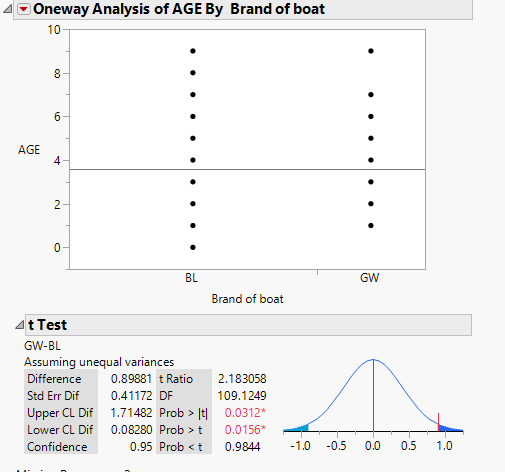 Oneway Analysis of AGE By Brand of boat
10
8
6
AGE
4
2
0
BL GW
Brand of boat
t Test
GW-BL
Assuming unequal variances
Difference 0.89881 t Ratio 2.183058
Std Err Dif 0.41172 DF 109.1249
Upper CL Dif 1.71482 Prob > |t| 0.0312*
Lower CL Dif 0.08280 Prob > t 0.0156*
Confidence 0.95 Prob < t 0.9844
-1.0 -0.5 0.0 0.5 1.0